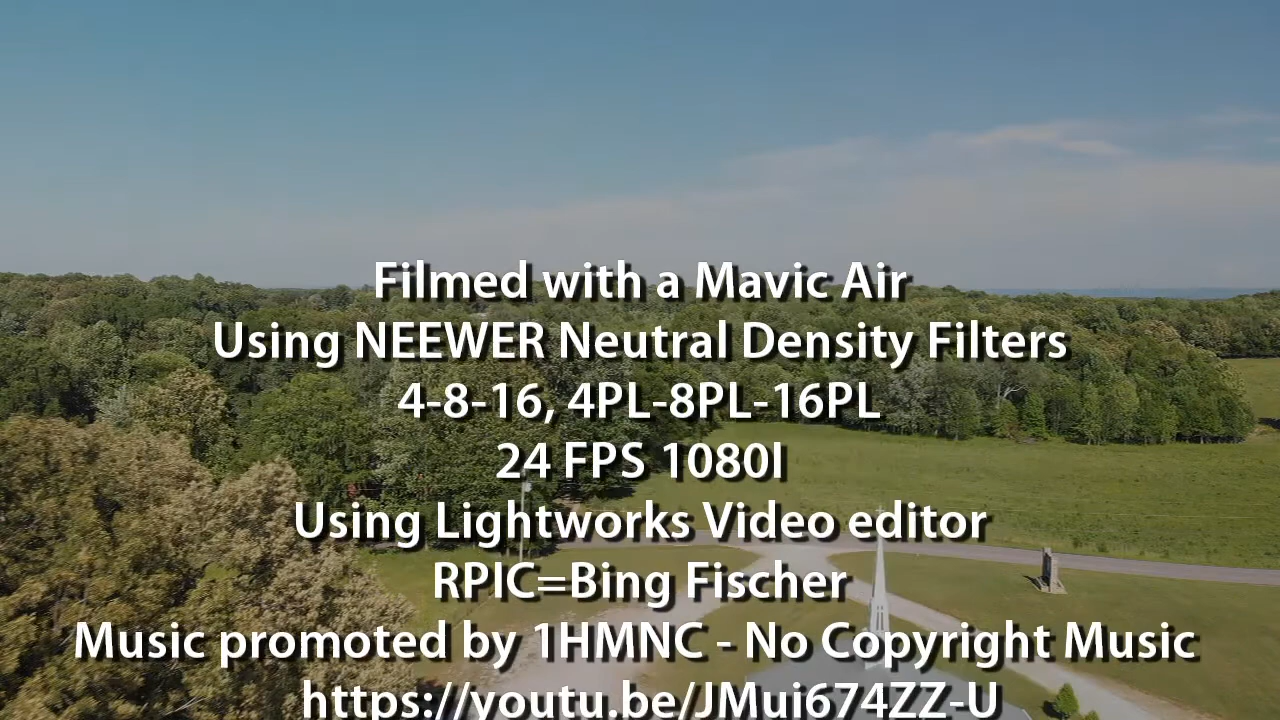 Filmed with a Mavic Air
Using NEEWER Neutral Density Filters
4-8-16, 4PL-8PL-16PL
24 FPS 1080I
Using Lightworks Video editor
RPIC=Bing Fischer
Music promoted by 1HMNC - No Copyright Music
https://youtu.be/JMui674ZZ-U